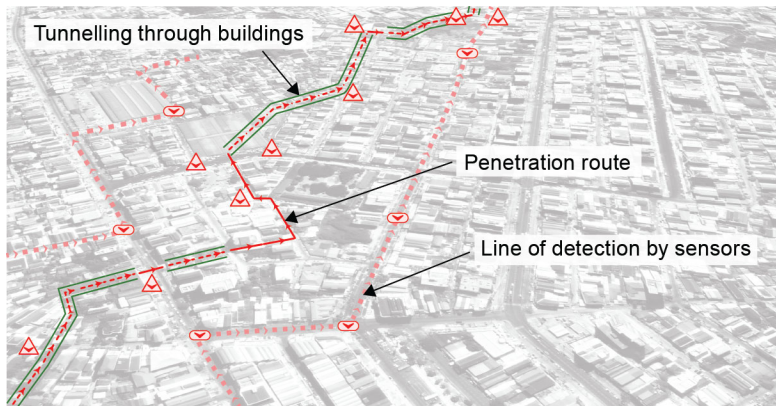 Tunnelling through buildings
Penetration route
Line of detection by sensors